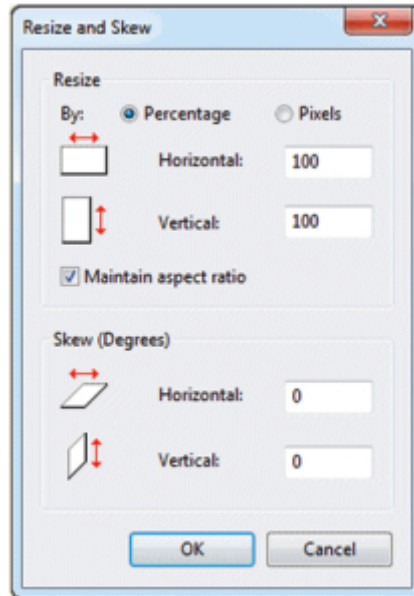 Resize and Skew
Resize
By: Percentage Pixels
Horizontal: 100
Vertical: 100
Maintain aspect ratio
Skew (Degrees)
Horizontal: 0
Vertical: 0
OK Cancel